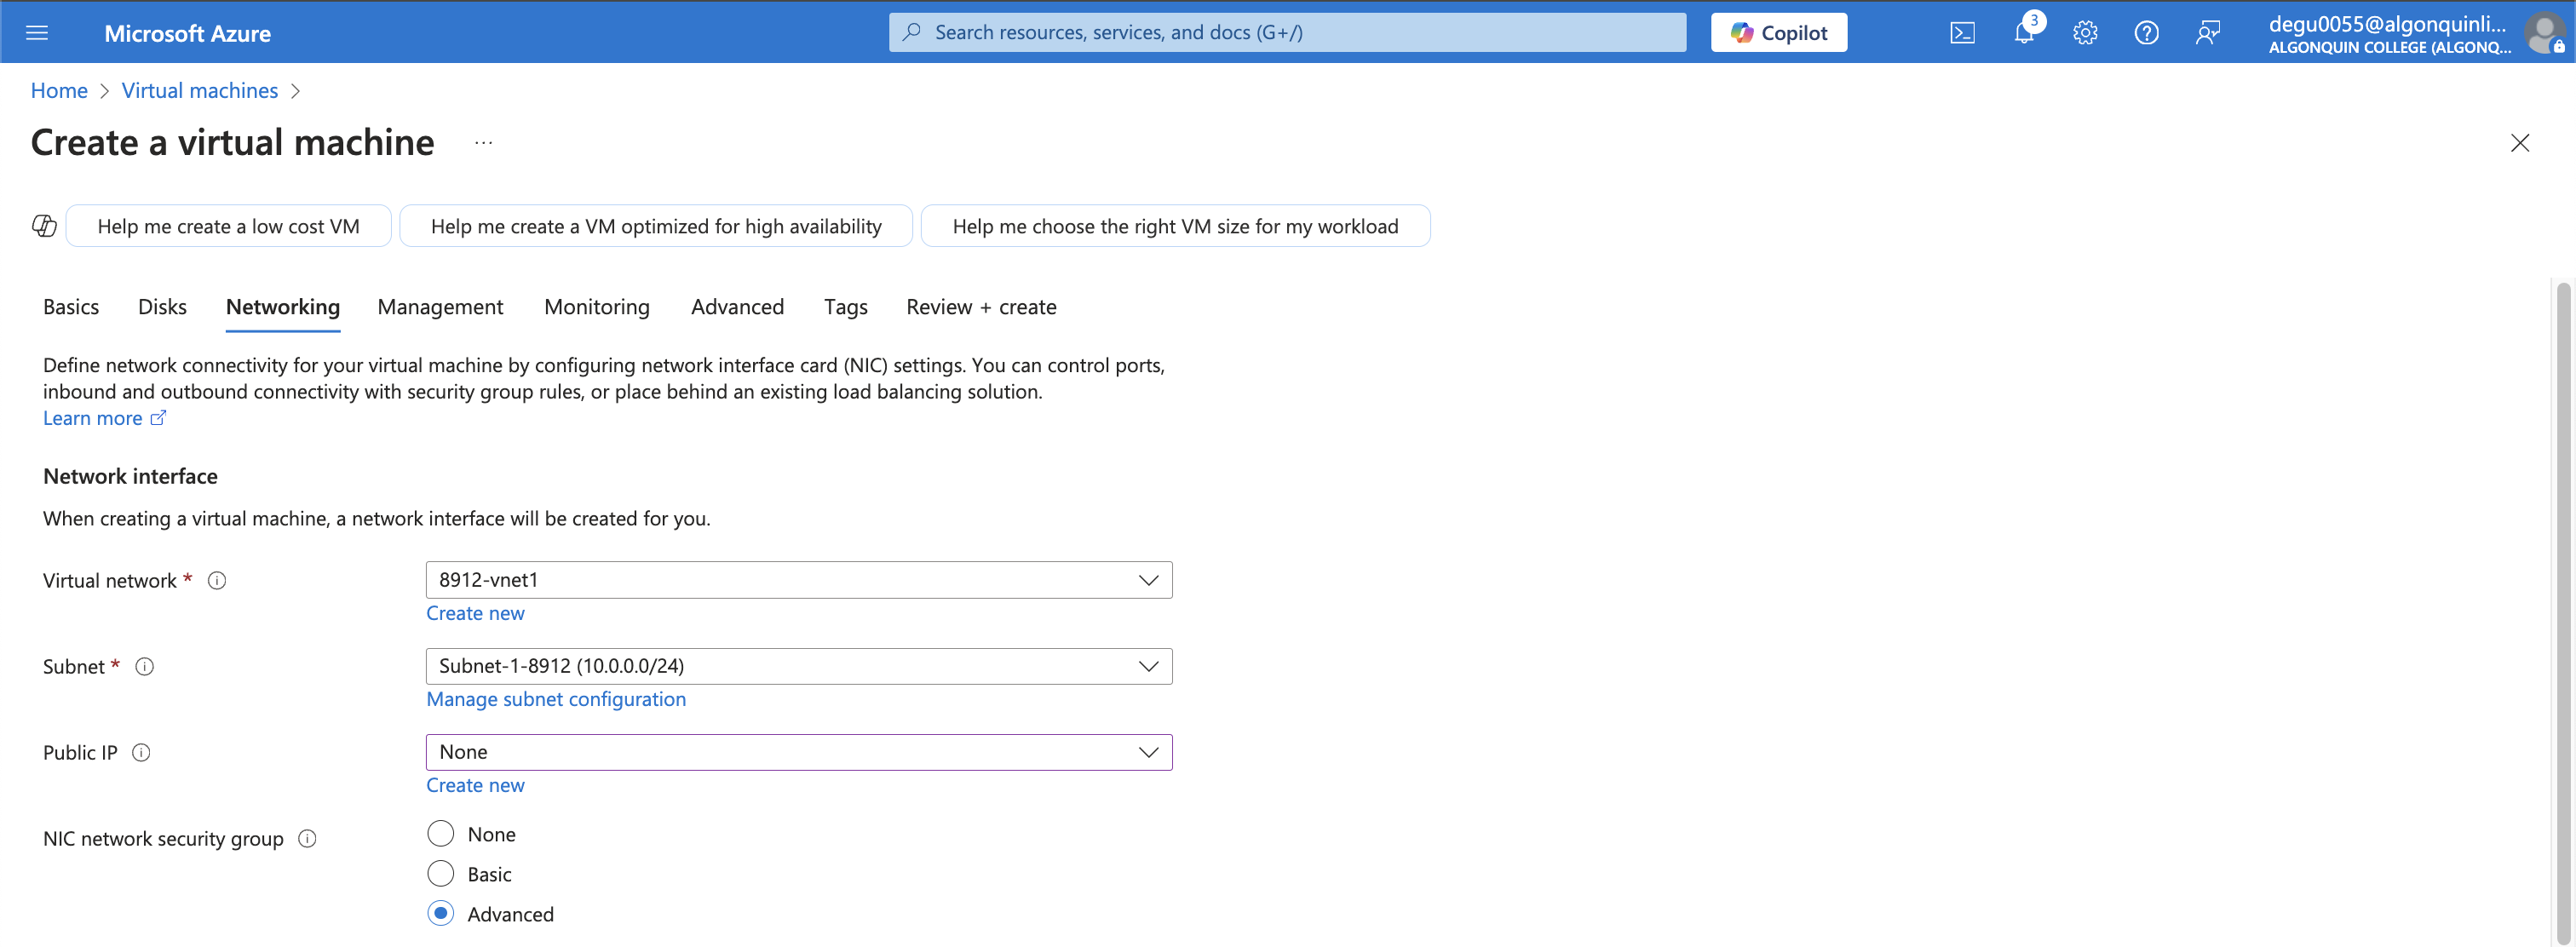 Microsoft Azure
Search resources, services, and docs (G+/)
Copilot
3
degu0055@algonquinli...
ALGONQUIN COLLEGE (ALGONQ...
Home > Virtual machines >
Create a virtual machine ...
Help me create a low cost VM
Help me create a VM optimized for high availability
Help me choose the right VM size for my workload
Basics Disks Networking Management Monitoring Advanced Tags Review + create
Define network connectivity for your virtual machine by configuring network interface card (NIC) settings. You can control ports,
inbound and outbound connectivity with security group rules, or place behind an existing load balancing solution.
Learn more
Network interface
When creating a virtual machine, a network interface will be created for you.
Virtual network *
8912-vnet1
Create new
Subnet *
Subnet-1-8912 (10.0.0.0/24)
Manage subnet configuration
Public IP
None
Create new
NIC network security group
None
Basic
Advanced